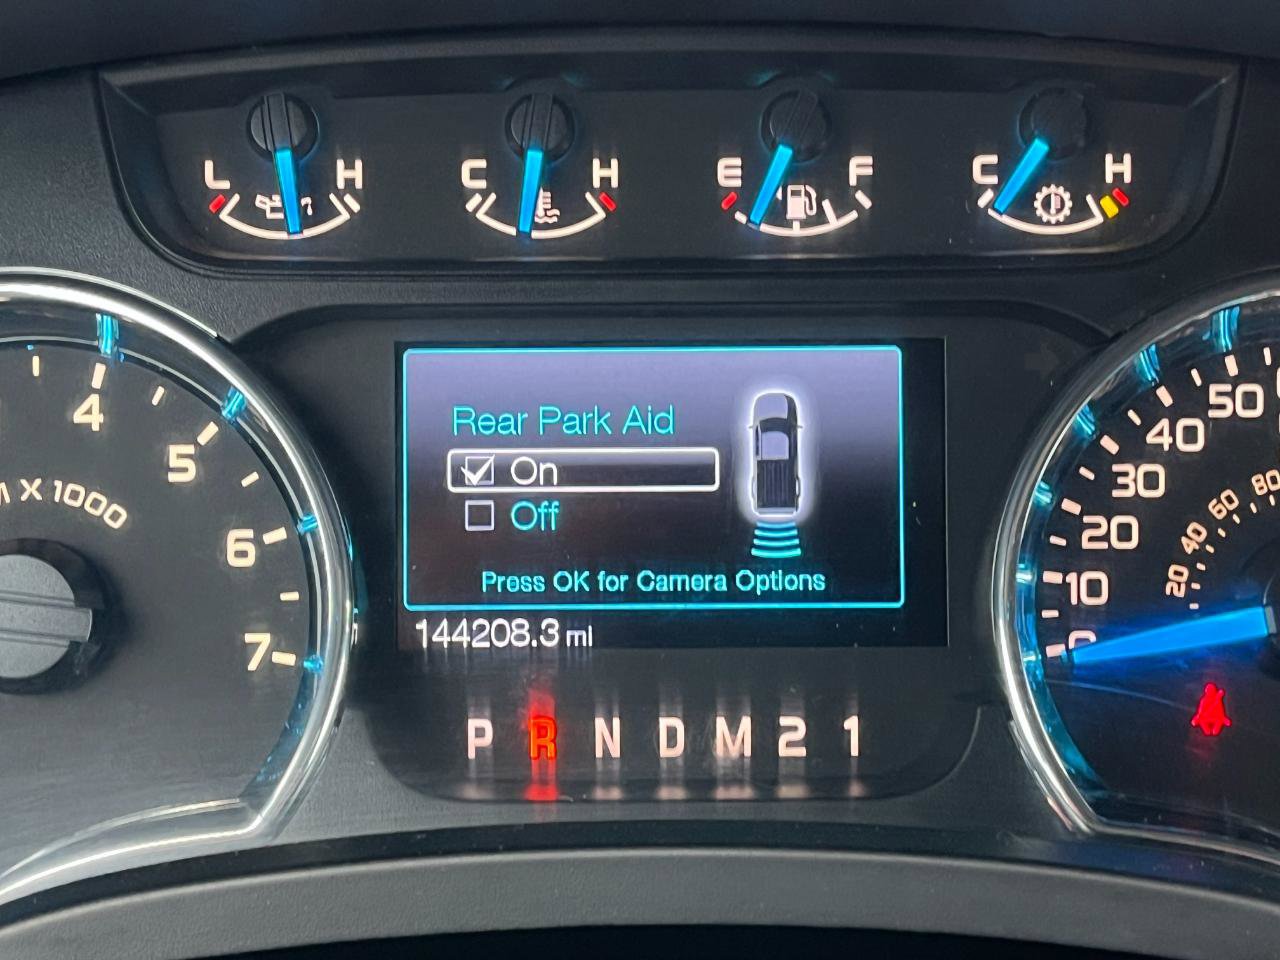 L H C H E F C H
4
5
6
7
X 1000
Rear Park Aid
On
Off
Press OK for Camera Options
144208.3 mi
P R N D M 2 1
50
40
30
20
10
0
80
60
40
20